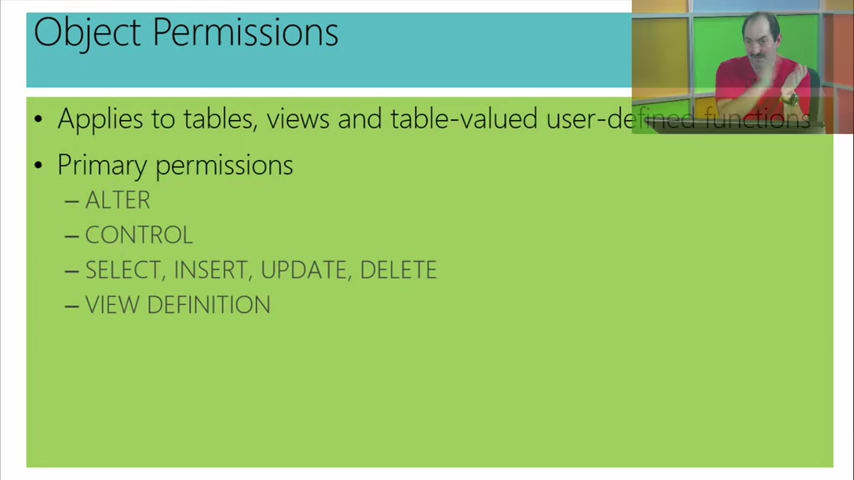 Object Permissions
• Applies to tables, views and table-valued user-defined functions
• Primary permissions
– ALTER
– CONTROL
– SELECT, INSERT, UPDATE, DELETE
– VIEW DEFINITION